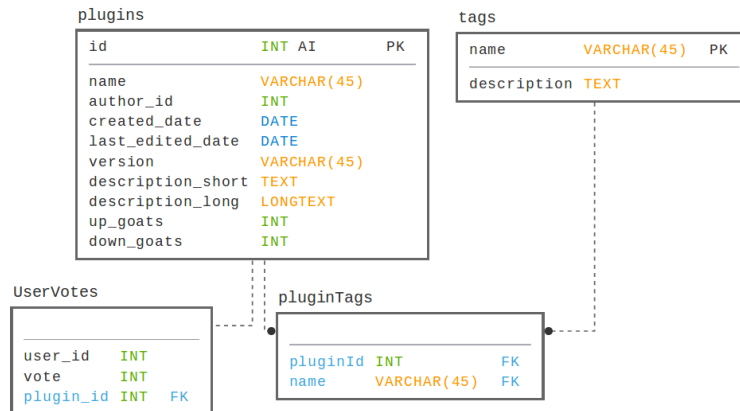 plugins
id INT AI PK
name VARCHAR(45)
author_id INT
created_date DATE
last_edited_date DATE
version VARCHAR(45)
description_short TEXT
description_long LONGTEXT
up_goats INT
down_goats INT
tags
name VARCHAR(45) PK
description TEXT
UserVotes
user_id INT
vote INT
plugin_id INT FK
pluginTags
pluginId INT FK
name VARCHAR(45) FK